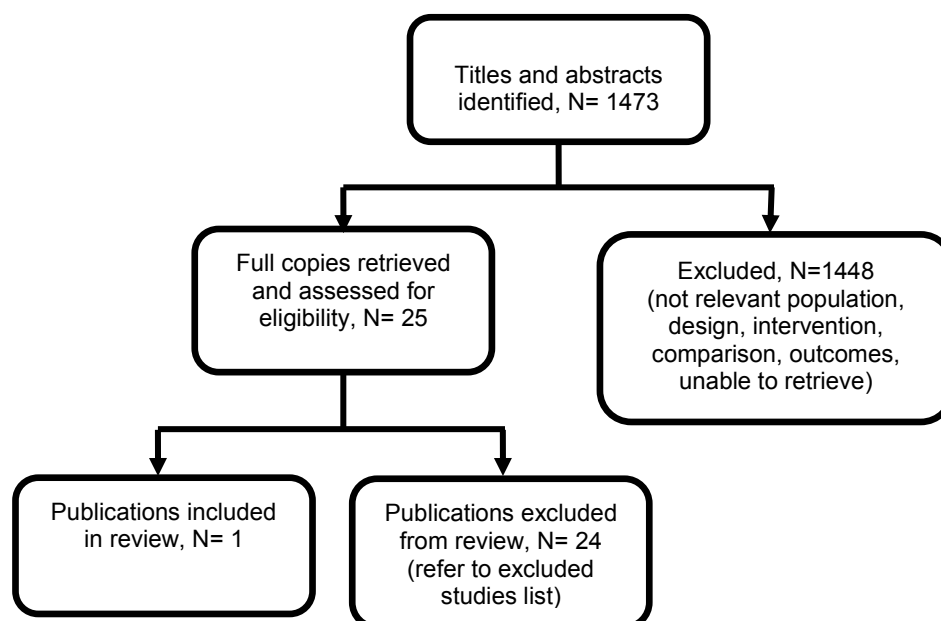 Titles and abstracts
identified, N= 1473
Full copies retrieved
and assessed for
eligibility, N= 25
Excluded, N=1448
(not relevant population,
design, intervention,
comparison, outcomes,
unable to retrieve)
Publications included
in review, N= 1
Publications excluded
from review, N= 24
(refer to excluded
studies list)